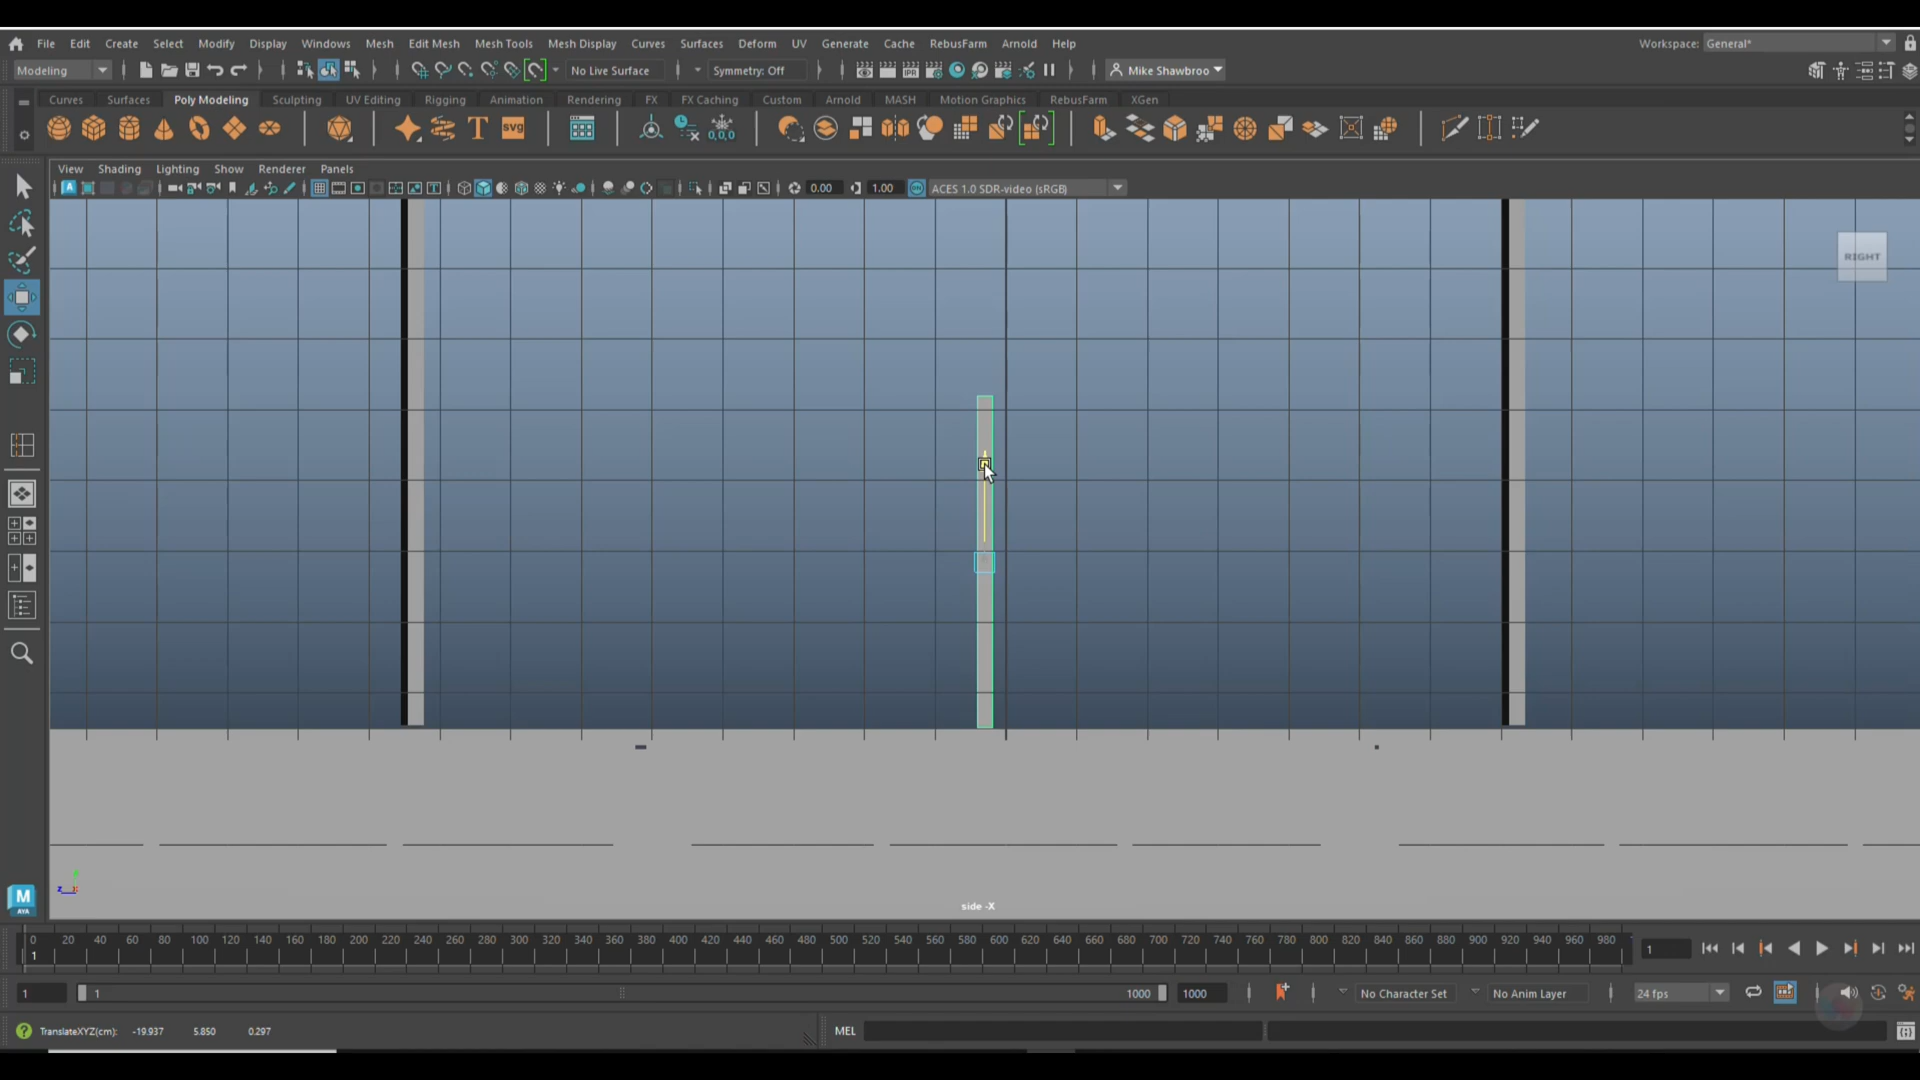 File Edit Create Select Modify Display Windows Mesh Edit Mesh Mesh Tools Mesh Display Curves Surfaces Deform UV Generate Cache RebusFarm Arnold Help Workspace: General*
Modeling No Live Surface Symmetry: Off Mike Shawbroo
Curves Surfaces Poly Modeling Sculpting UV Editing Rigging Animation Rendering FX FX Caching Custom Arnold MASH Motion Graphics RebusFarm XGen
T SVG 0,0,0
View Shading Lighting Show Renderer Panels
0.00 1.00 ACES 1.0 SDR-video (sRGB)
RIGHT
z x
side -X
M
AYA
0 20 40 60 80 100 120 140 160 180 200 220 240 260 280 300 320 340 360 380 400 420 440 460 480 500 520 540 560 580 600 620 640 660 680 700 720 740 760 780 800 820 840 860 880 900 920 940 960 980
1 1
1 1 1000 1000 No Character Set No Anim Layer 24 fps
TranslateXYZ(cm): -19.937 5.850 0.297 MEL